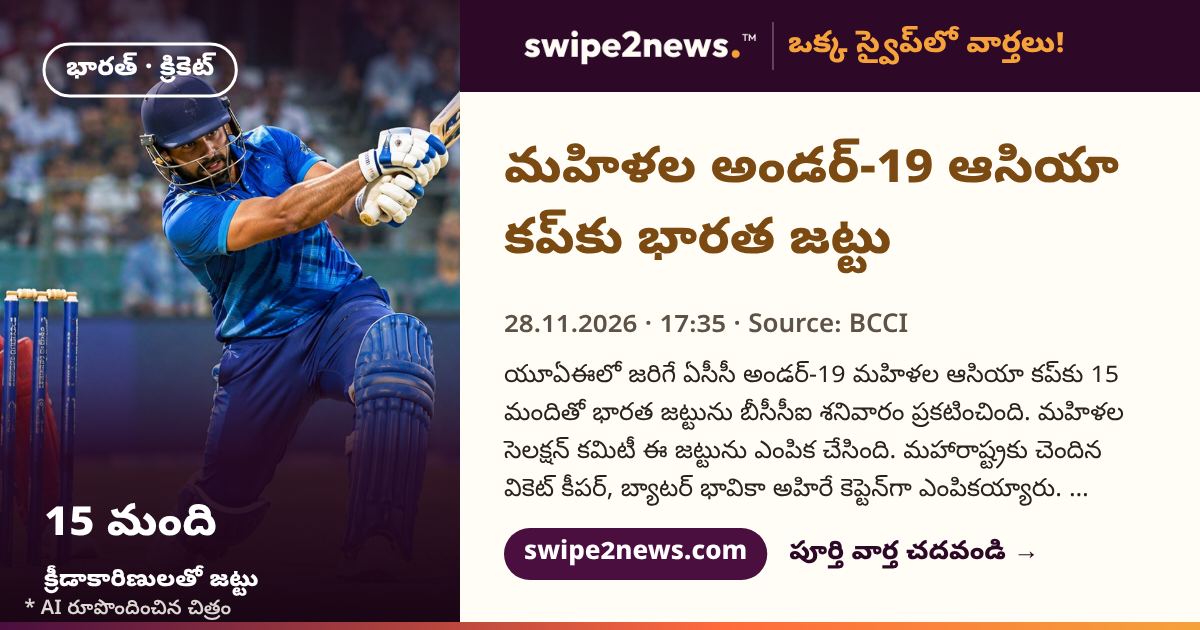 భారత్ · క్రికెట్
15 మంది
క్రీడాకారిణులతో జట్టు
* AI రూపొందించిన చిత్రం
swipe2news.™
ఒక్క స్వైప్‌లో వార్తలు!
మహిళల అండర్-19 ఆసియా
కప్‌కు భారత జట్టు
28.11.2026 · 17:35 · Source: BCCI
యూఏఈలో జరిగే ఏసీసీ అండర్-19 మహిళల ఆసియా కప్‌కు 15
మందితో భారత జట్టును బీసీసీఐ శనివారం ప్రకటించింది. మహిళల
సెలక్షన్ కమిటీ ఈ జట్టును ఎంపిక చేసింది. మహారాష్ట్రకు చెందిన
వికెట్ కీపర్, బ్యాటర్ భావికా అహిరే కెప్టెన్‌గా ఎంపికయ్యారు. ...
swipe2news.com
పూర్తి వార్త చదవండి →